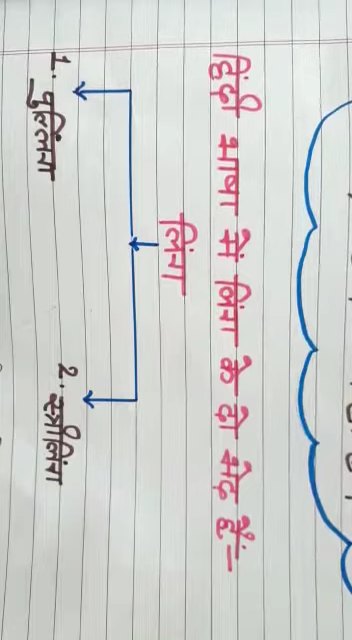 हिंदी भाषा में लिंग के दो भेद हैं:–
लिंग
1. पुल्लिंग
2. स्त्रीलिंग